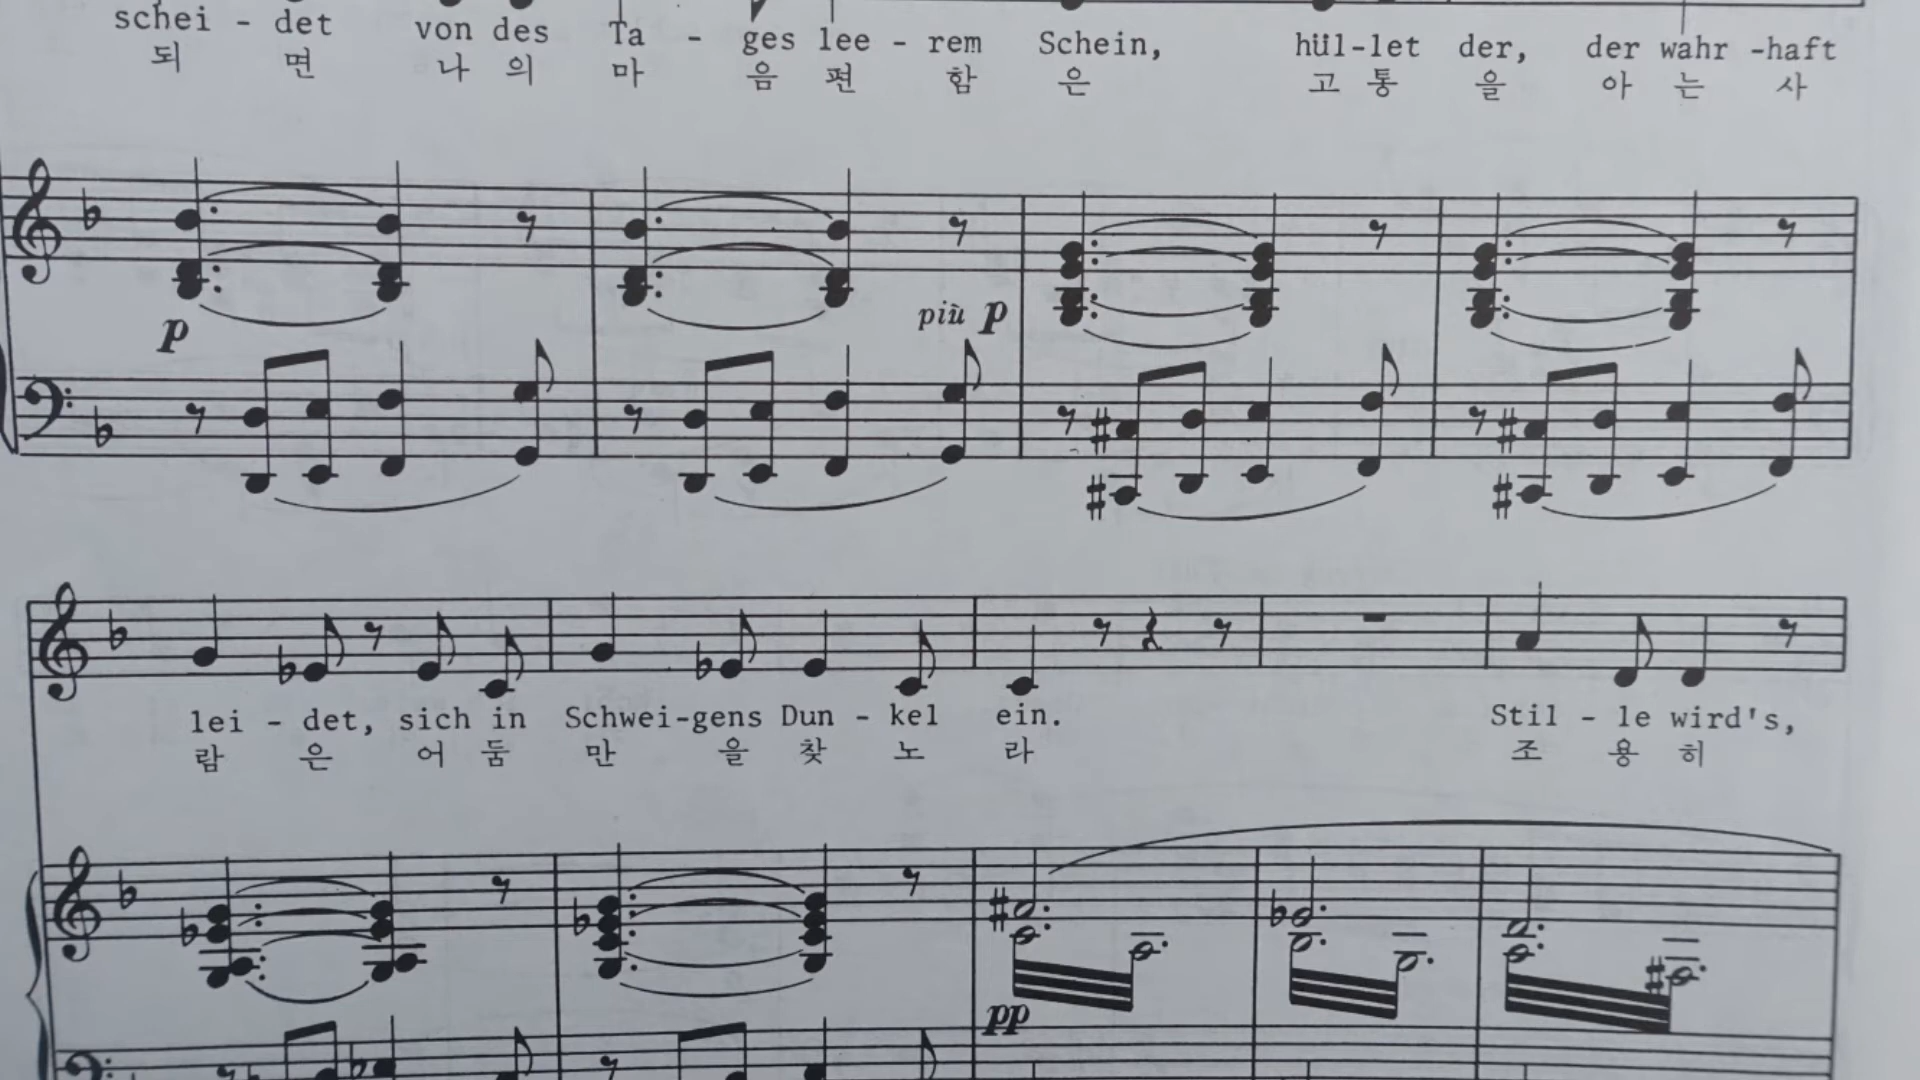 schei - det von des Ta - ges lee - rem Schein, hül-let der, der wahr -haft
되 면 나 의 마 음 편 함 은 고 통 을 아 는 사
p
più p
lei - det, sich in Schwei-gens Dun - kel ein. Stil - le wird's,
람 은 어 둠 만 을 찾 노 라 조 용 히
pp